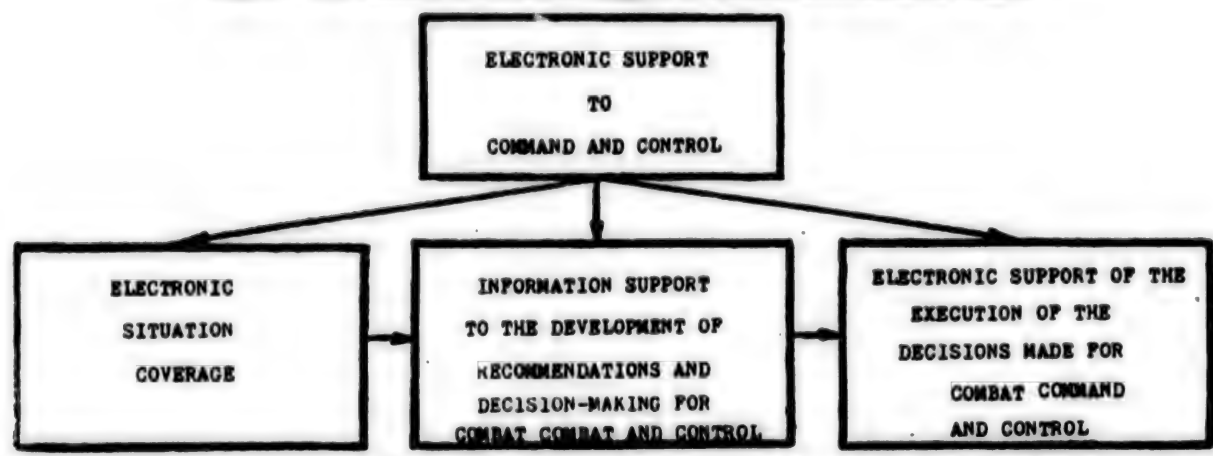 ELECTRONIC SUPPORT
TO
COMMAND AND CONTROL
ELECTRONIC
SITUATION
COVERAGE
INFORMATION SUPPORT
TO THE DEVELOPMENT OF
RECOMMENDATIONS AND
DECISION-MAKING FOR
COMBAT COMBAT AND CONTROL
ELECTRONIC SUPPORT OF THE
EXECUTION OF THE
DECISIONS MADE FOR
COMBAT COMMAND
AND CONTROL